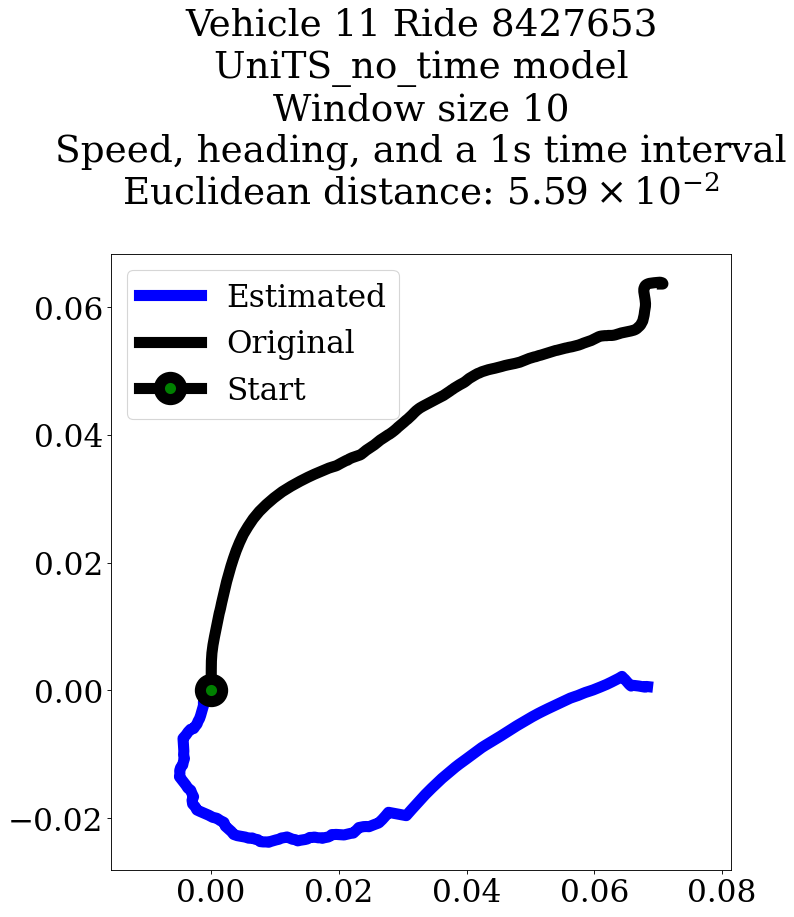 Vehicle 11 Ride 8427653
UniTS_no_time model
Window size 10
Speed, heading, and a 1s time interval
Euclidean distance: 5.59 × 10⁻²
Estimated
Original
Start
0.06
0.04
0.02
0.00
−0.02
0.00 0.02 0.04 0.06 0.08